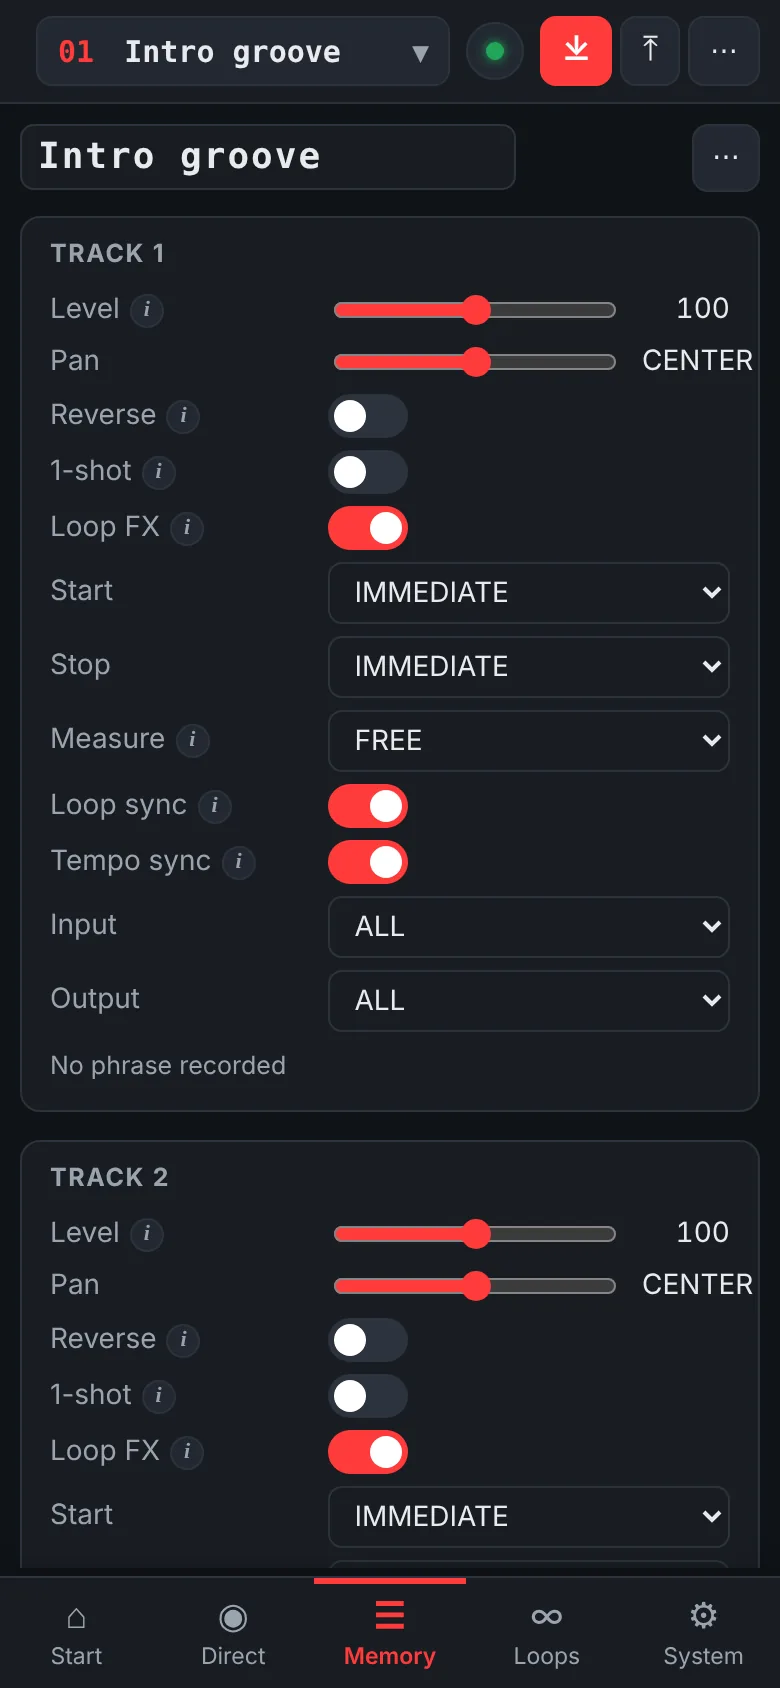 01 Intro groove
Intro groove
TRACK 1
Level i 100
Pan CENTER
Reverse i
1-shot i
Loop FX i
Start IMMEDIATE
Stop IMMEDIATE
Measure i FREE
Loop sync i
Tempo sync i
Input ALL
Output ALL
No phrase recorded
TRACK 2
Level i 100
Pan CENTER
Reverse i
1-shot i
Loop FX i
Start IMMEDIATE
Start Direct Memory Loops System